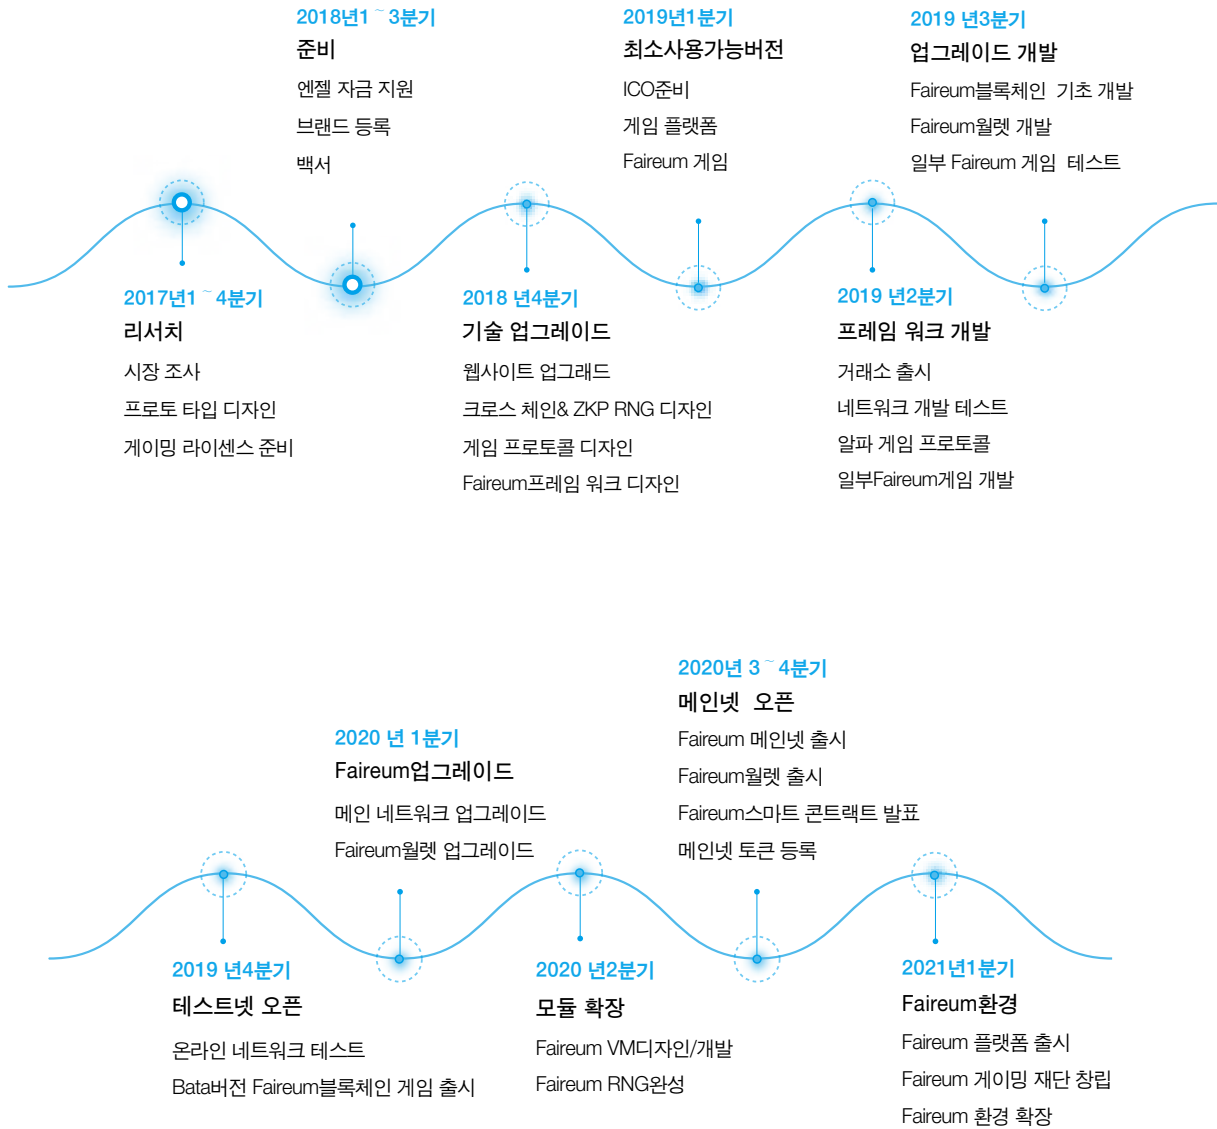 2017년1 ~ 4분기
리서치
시장 조사
프로토 타입 디자인
게이밍 라이센스 준비
2018년1 ~ 3분기
준비
엔젤 자금 지원
브랜드 등록
백서
2018 년4분기
기술 업그레이드
웹사이트 업그래드
크로스 체인& ZKP RNG 디자인
게임 프로토콜 디자인
Faireum프레임 워크 디자인
2019년1분기
최소사용가능버전
ICO준비
게임 플랫폼
Faireum 게임
2019 년2분기
프레임 워크 개발
거래소 출시
네트워크 개발 테스트
알파 게임 프로토콜
일부Faireum게임 개발
2019 년3분기
업그레이드 개발
Faireum블록체인 기초 개발
Faireum월렛 개발
일부 Faireum 게임 테스트
2019 년4분기
테스트넷 오픈
온라인 네트워크 테스트
Bata버전 Faireum블록체인 게임 출시
2020 년 1분기
Faireum업그레이드
메인 네트워크 업그레이드
Faireum월렛 업그레이드
2020 년2분기
모듈 확장
Faireum VM디자인/개발
Faireum RNG완성
2020년 3 ~ 4분기
메인넷 오픈
Faireum 메인넷 출시
Faireum월렛 출시
Faireum스마트 콘트랙트 발표
메인넷 토큰 등록
2021년1분기
Faireum환경
Faireum 플랫폼 출시
Faireum 게이밍 재단 창립
Faireum 환경 확장